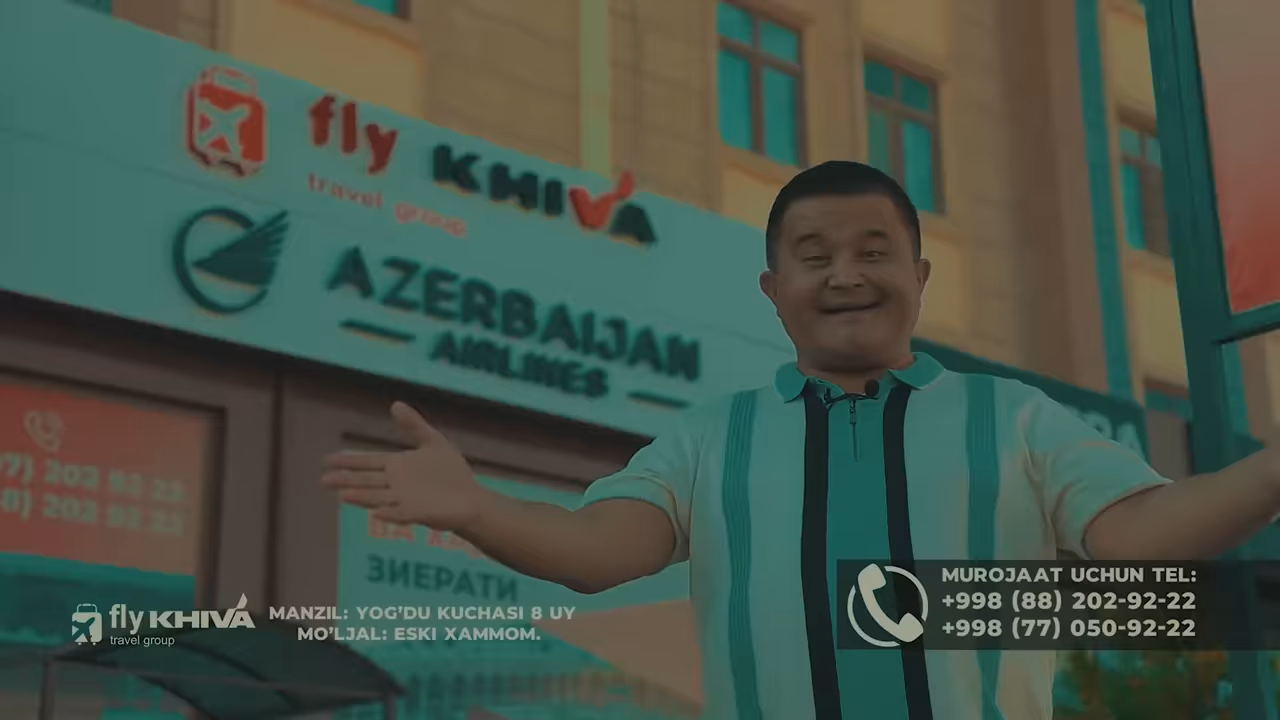 fly KHIVA
travel group
AZERBAIJAN
AIRLINES
7) 202 92 22
8) 202 92 22
ЗИЕРАТИ
fly KHIVA
travel group
MANZIL: YOG'DU KUCHASI 8 UY
MO'LJAL: ESKI XAMMOM.
MUROJAAT UCHUN TEL:
+998 (88) 202-92-22
+998 (77) 050-92-22